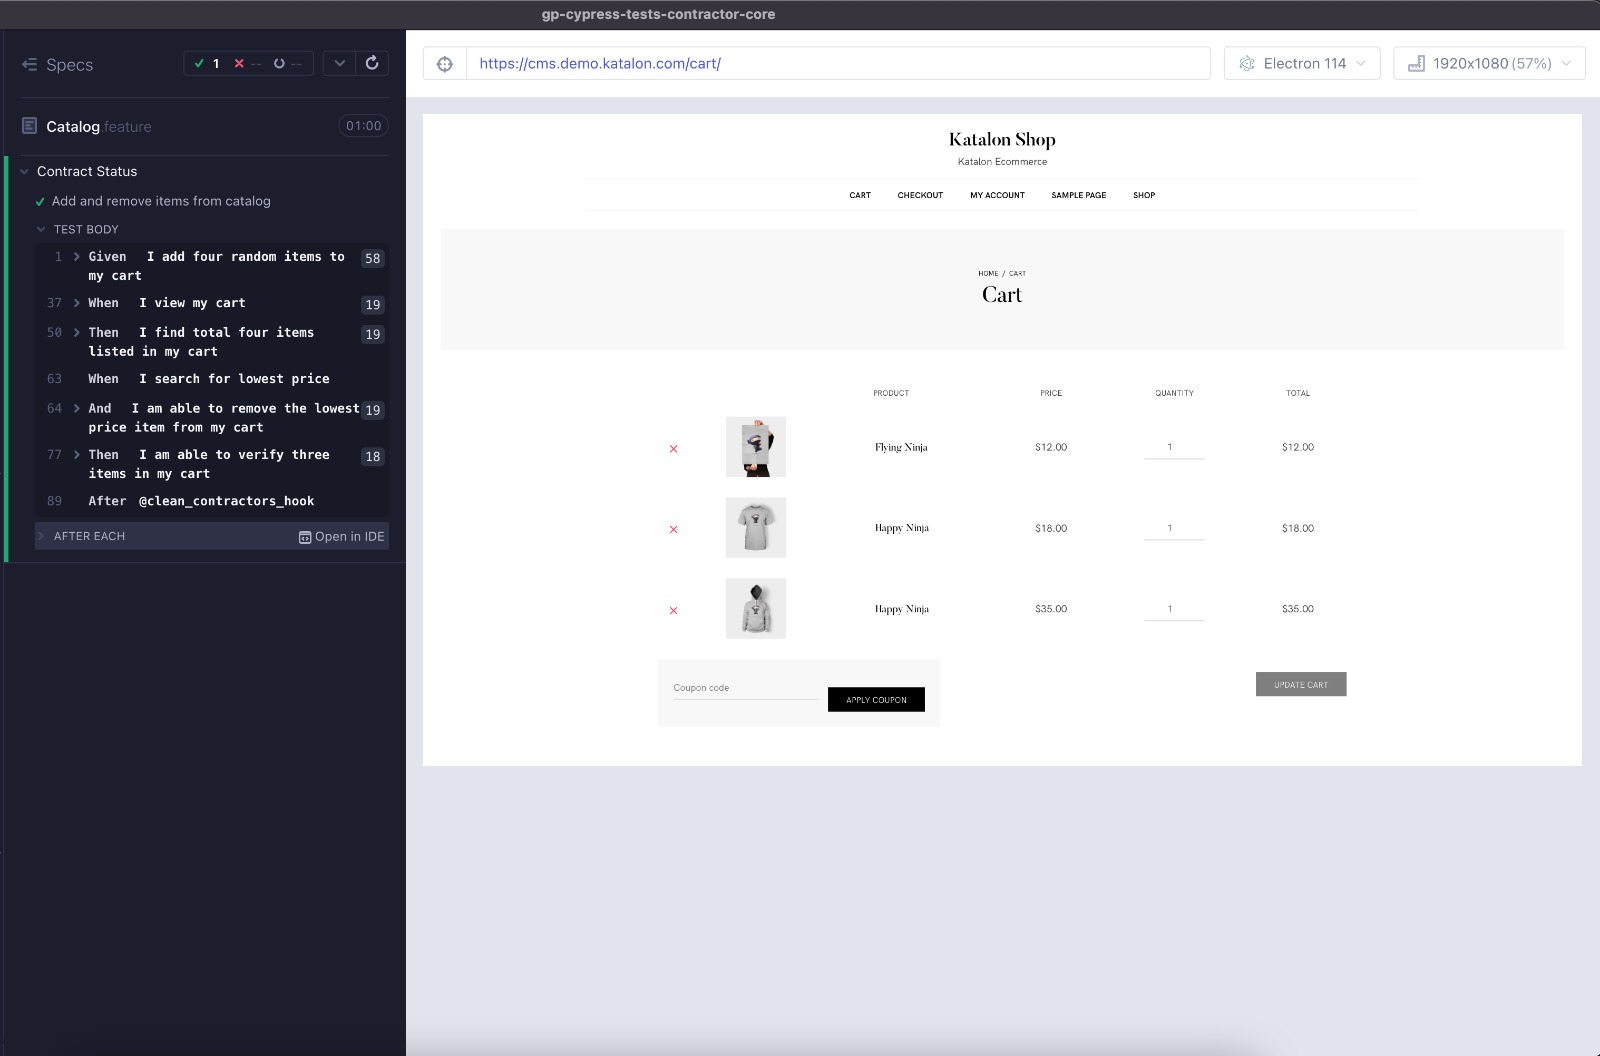 gp-cypress-tests-contractor-core
Specs
1 -- --
https://cms.demo.katalon.com/cart/
Electron 114
1920x1080 (57%)
Catalog.feature
01:00
Contract Status
Add and remove items from catalog
TEST BODY
1 Given I add four random items to 58
my cart
37 When I view my cart 19
50 Then I find total four items 19
listed in my cart
63 When I search for lowest price
64 And I am able to remove the lowest 19
price item from my cart
77 Then I am able to verify three 18
items in my cart
89 After @clean_contractors_hook
AFTER EACH Open in IDE
Katalon Shop
Katalon Ecommerce
CART CHECKOUT MY ACCOUNT SAMPLE PAGE SHOP
HOME / CART
Cart
PRODUCT PRICE QUANTITY TOTAL
Flying Ninja $12.00 1 $12.00
Happy Ninja $18.00 1 $18.00
Happy Ninja $35.00 1 $35.00
Coupon code
APPLY COUPON
UPDATE CART